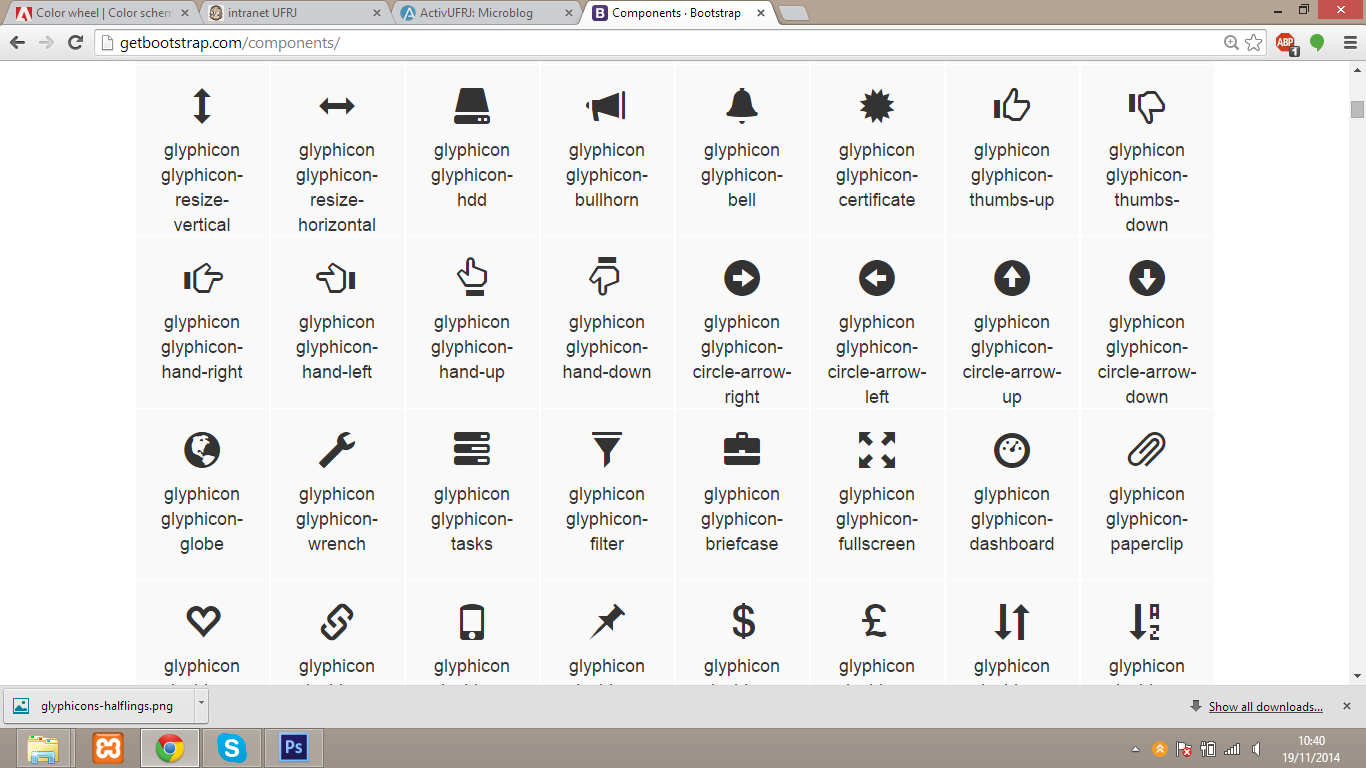 Color wheel | Color schem
intranet UFRJ
ActivUFRJ: Microblog
Components · Bootstrap
getbootstrap.com/components/
ABP
1
glyphicon
glyphicon-
resize-
vertical
glyphicon
glyphicon-
resize-
horizontal
glyphicon
glyphicon-
hdd
glyphicon
glyphicon-
bullhorn
glyphicon
glyphicon-
bell
glyphicon
glyphicon-
certificate
glyphicon
glyphicon-
thumbs-up
glyphicon
glyphicon-
thumbs-
down
glyphicon
glyphicon-
hand-right
glyphicon
glyphicon-
hand-left
glyphicon
glyphicon-
hand-up
glyphicon
glyphicon-
hand-down
glyphicon
glyphicon-
circle-arrow-
right
glyphicon
glyphicon-
circle-arrow-
left
glyphicon
glyphicon-
circle-arrow-
up
glyphicon
glyphicon-
circle-arrow-
down
glyphicon
glyphicon-
globe
glyphicon
glyphicon-
wrench
glyphicon
glyphicon-
tasks
glyphicon
glyphicon-
filter
glyphicon
glyphicon-
briefcase
glyphicon
glyphicon-
fullscreen
glyphicon
glyphicon-
dashboard
glyphicon
glyphicon-
paperclip
$
£
A
Z
glyphicon
glyphicon
glyphicon
glyphicon
glyphicon
glyphicon
glyphicon
glyphicon
glyphicons-halflings.png
Show all downloads...
Ps
10:40
19/11/2014